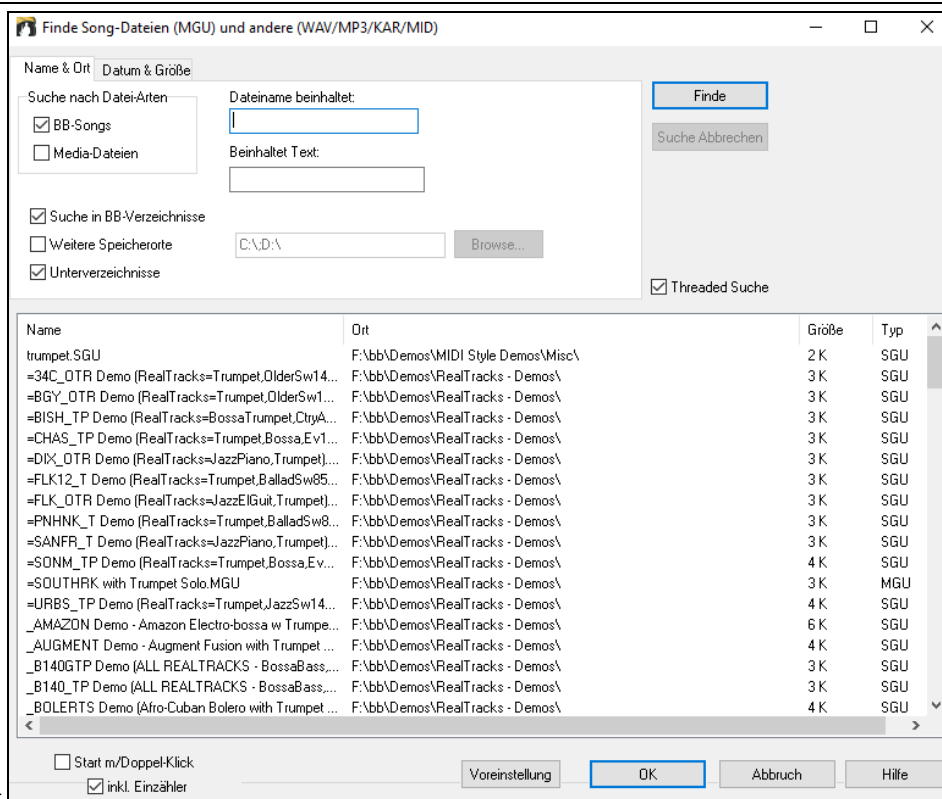 Finde Song-Dateien (MGU) und andere (WAV/MP3/KAR/MID)
Name & Ort Datum & Größe
Suche nach Datei-Arten
BB-Songs
Media-Dateien
Dateiname beinhaltet:
Beinhaltet Text:
Finde
Suche Abbrechen
Suche in BB-Verzeichnisse
Weitere Speicherorte C:\;D:\ Browse...
Unterverzeichnisse
Threaded Suche
Name Ort Größe Typ
trumpet.SGU F:\bb\Demos\MIDI Style Demos\Misc\ 2 K SGU
=34C_OTR Demo (RealTracks=Trumpet,OlderSw14... F:\bb\Demos\RealTracks - Demos\ 3 K SGU
=BGY_OTR Demo (RealTracks=Trumpet,OlderSw1... F:\bb\Demos\RealTracks - Demos\ 3 K SGU
=BISH_TP Demo (RealTracks=BossaTrumpet,CtryA... F:\bb\Demos\RealTracks - Demos\ 3 K SGU
=CHAS_TP Demo (RealTracks=Trumpet,Bossa,Ev1... F:\bb\Demos\RealTracks - Demos\ 3 K SGU
=DIX_OTR Demo (RealTracks=JazzPiano,Trumpet).... F:\bb\Demos\RealTracks - Demos\ 3 K SGU
=FLK12_T Demo (RealTracks=Trumpet,BalladSw85... F:\bb\Demos\RealTracks - Demos\ 3 K SGU
=FLK_OTR Demo (RealTracks=JazzElGuit,Trumpet)... F:\bb\Demos\RealTracks - Demos\ 3 K SGU
=PNHNK_T Demo (RealTracks=Trumpet,BalladSw8... F:\bb\Demos\RealTracks - Demos\ 3 K SGU
=SANFR_T Demo (RealTracks=JazzPiano,Trumpet)... F:\bb\Demos\RealTracks - Demos\ 3 K SGU
=SONM_TP Demo (RealTracks=Trumpet,Bossa,Ev... F:\bb\Demos\RealTracks - Demos\ 4 K SGU
=SOUTHRK with Trumpet Solo.MGU F:\bb\Demos\RealTracks - Demos\ 3 K MGU
=URBS_TP Demo (RealTracks=Trumpet,JazzSw14... F:\bb\Demos\RealTracks - Demos\ 4 K SGU
_AMAZON Demo - Amazon Electro-bossa w Trumpe... F:\bb\Demos\RealTracks - Demos\ 6 K SGU
_AUGMENT Demo - Augment Fusion with Trumpet ... F:\bb\Demos\RealTracks - Demos\ 4 K SGU
_B140GTP Demo (ALL REALTRACKS - BossaBass,... F:\bb\Demos\RealTracks - Demos\ 3 K SGU
_B140_TP Demo (ALL REALTRACKS - BossaBass,... F:\bb\Demos\RealTracks - Demos\ 3 K SGU
_BOLERTS Demo (Afro-Cuban Bolero with Trumpet ... F:\bb\Demos\RealTracks - Demos\ 4 K SGU
Start m/Doppel-Klick
inkl. Einzähler
Voreinstellung OK Abbruch Hilfe